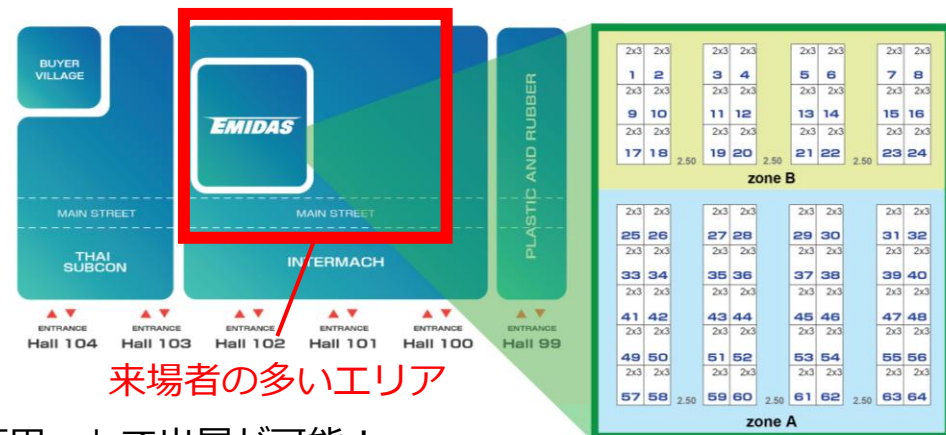 BUYER
VILLAGE
EMIDAS
PLASTIC AND RUBBER
MAIN STREET
MAIN STREET
THAI
SUBCON
INTERMACH
ENTRANCE
Hall 104
ENTRANCE
Hall 103
ENTRANCE
Hall 102
ENTRANCE
Hall 101
ENTRANCE
Hall 100
ENTRANCE
Hall 99
来場者の多いエリア
2x3 2x3 2x3 2x3 2x3 2x3 2x3 2x3
1 2 3 4 5 6 7 8
2x3 2x3 2x3 2x3 2x3 2x3 2x3 2x3
9 10 11 12 13 14 15 16
2x3 2x3 2x3 2x3 2x3 2x3 2x3 2x3
17 18 2.50 19 20 2.50 21 22 2.50 23 24
zone B
2x3 2x3 2x3 2x3 2x3 2x3 2x3 2x3
25 26 27 28 29 30 31 32
2x3 2x3 2x3 2x3 2x3 2x3 2x3 2x3
33 34 35 36 37 38 39 40
2x3 2x3 2x3 2x3 2x3 2x3 2x3 2x3
41 42 43 44 45 46 47 48
2x3 2x3 2x3 2x3 2x3 2x3 2x3 2x3
49 50 51 52 53 54 55 56
2x3 2x3 2x3 2x3 2x3 2x3 2x3 2x3
57 58 2.50 59 60 2.50 61 62 2.50 63 64
zone A